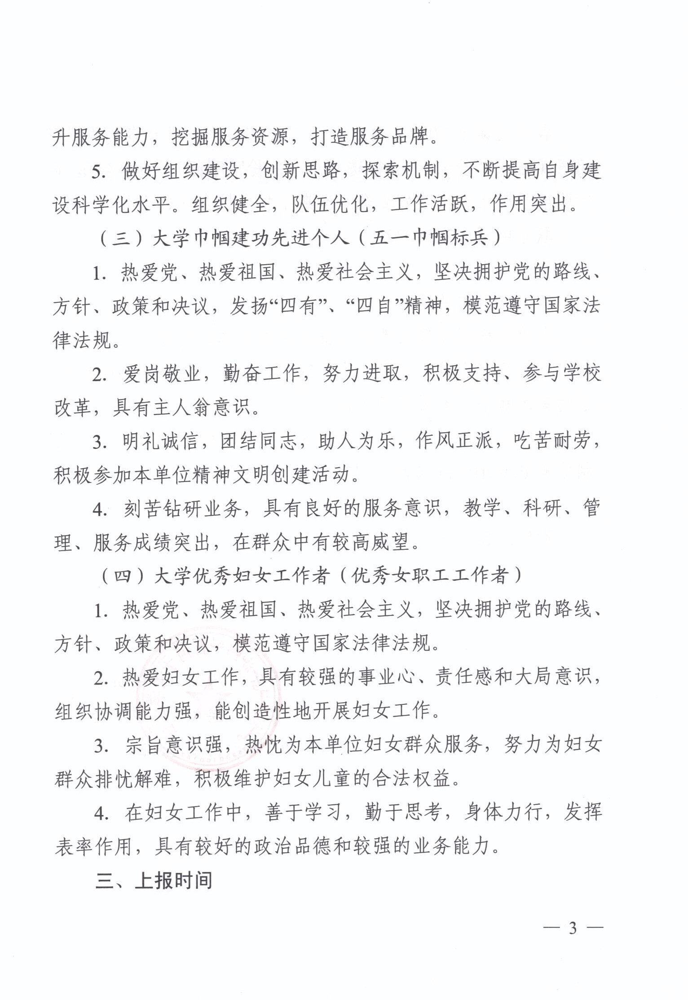 升服务能力，挖掘服务资源，打造服务品牌。
5. 做好组织建设，创新思路，探索机制，不断提高自身建
设科学化水平。组织健全，队伍优化，工作活跃，作用突出。
（三）大学巾帼建功先进个人（五一巾帼标兵）
1. 热爱党、热爱祖国、热爱社会主义，坚决拥护党的路线、
方针、政策和决议，发扬“四有”、“四自”精神，模范遵守国家法
律法规。
2. 爱岗敬业，勤奋工作，努力进取，积极支持、参与学校
改革，具有主人翁意识。
3. 明礼诚信，团结同志，助人为乐，作风正派，吃苦耐劳，
积极参加本单位精神文明创建活动。
4. 刻苦钻研业务，具有良好的服务意识，教学、科研、管
理、服务成绩突出，在群众中有较高威望。
（四）大学优秀妇女工作者（优秀女职工工作者）
1. 热爱党、热爱祖国、热爱社会主义，坚决拥护党的路线、
方针、政策和决议，模范遵守国家法律法规。
2. 热爱妇女工作，具有较强的事业心、责任感和大局意识，
组织协调能力强，能创造性地开展妇女工作。
3. 宗旨意识强，热忱为本单位妇女群众服务，努力为妇女
群众排忧解难，积极维护妇女儿童的合法权益。
4. 在妇女工作中，善于学习，勤于思考，身体力行，发挥
表率作用，具有较好的政治品德和较强的业务能力。
三、上报时间
— 3 —